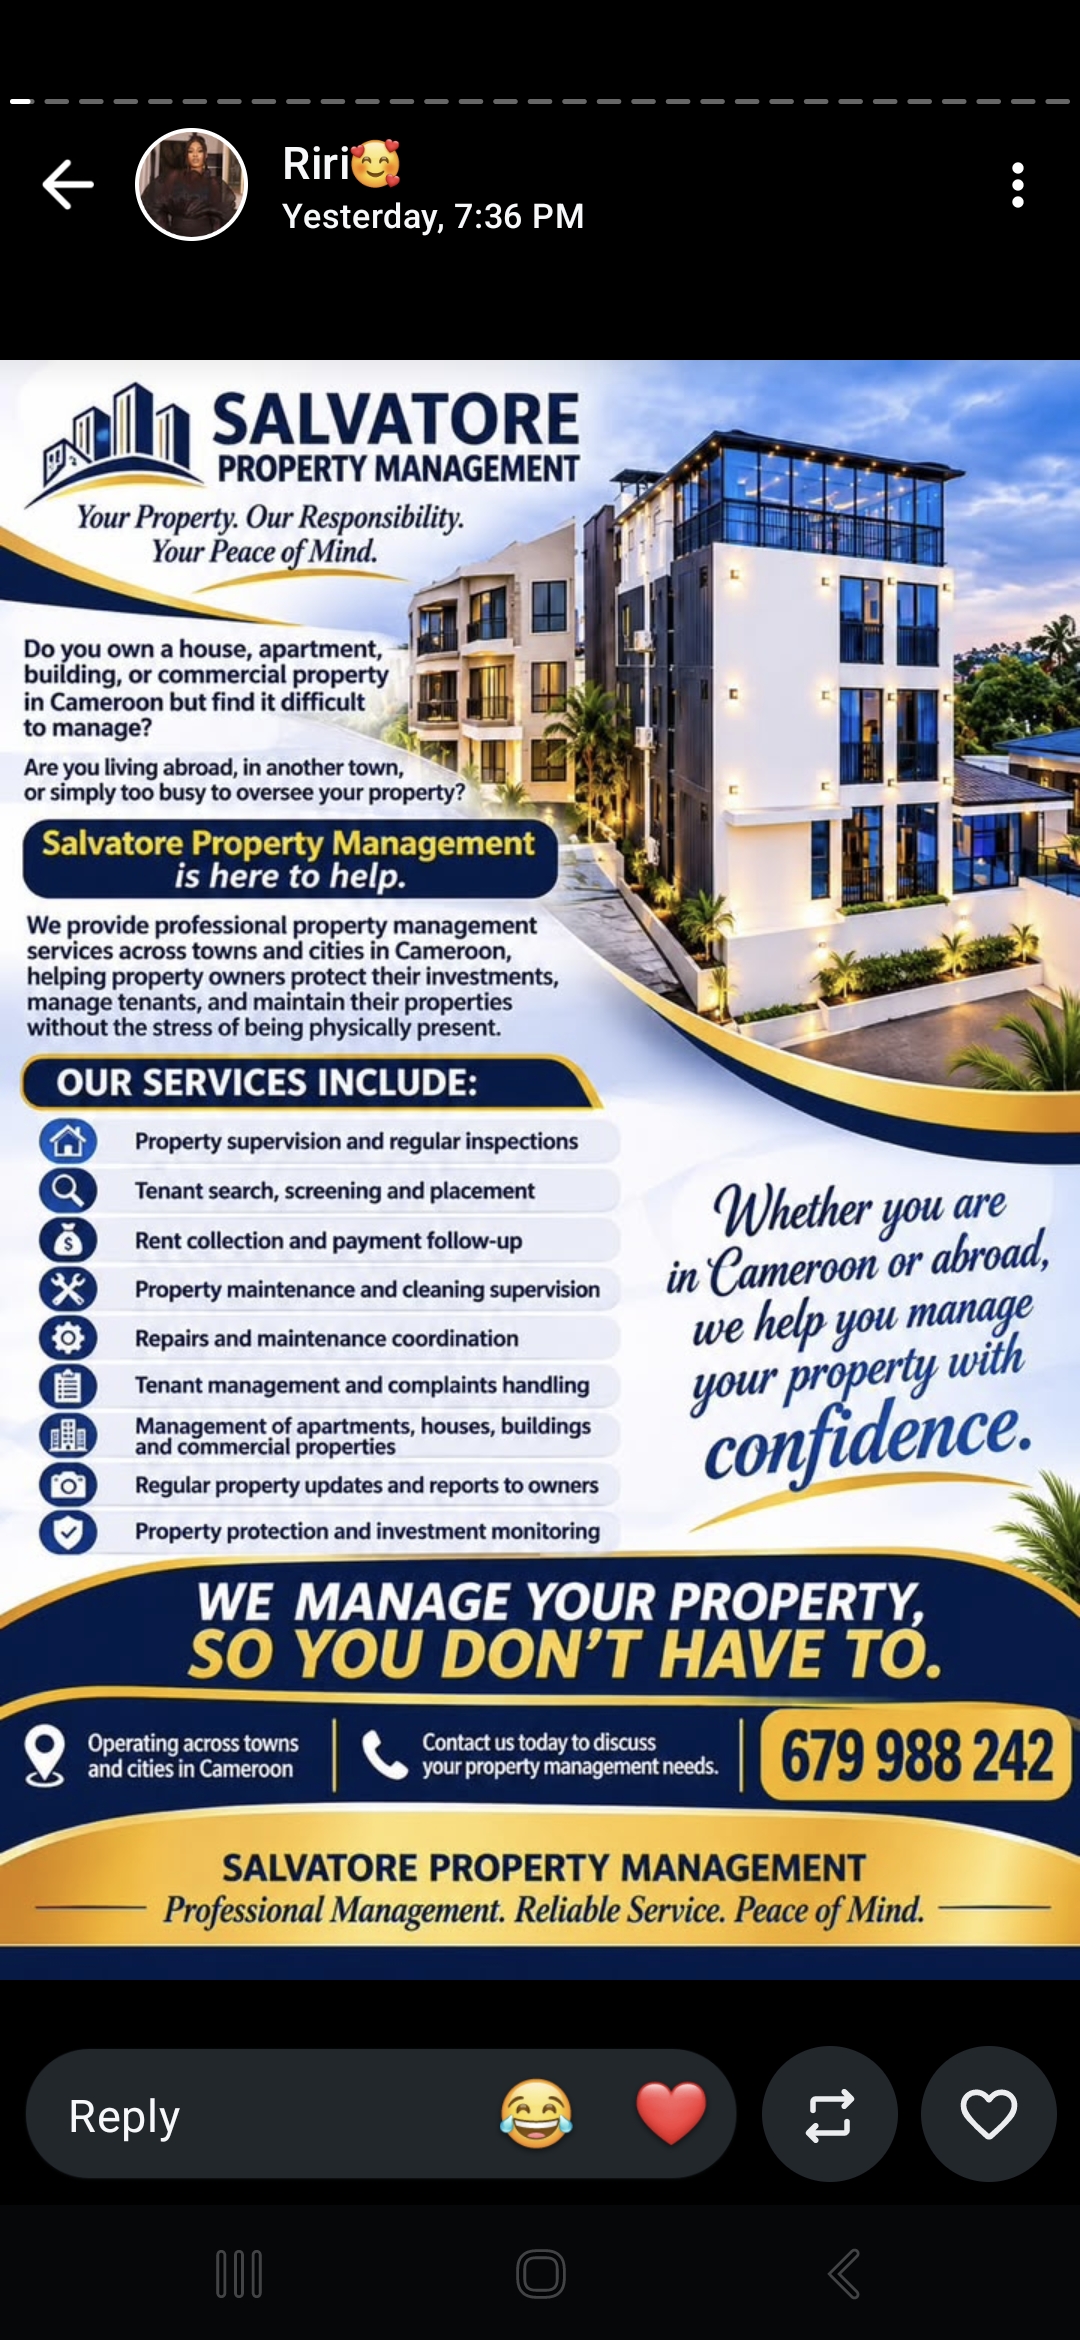 Riri🥰
Yesterday, 7:36 PM
SALVATORE
PROPERTY MANAGEMENT
Your Property. Our Responsibility.
Your Peace of Mind.
Do you own a house, apartment,
building, or commercial property
in Cameroon but find it difficult
to manage?
Are you living abroad, in another town,
or simply too busy to oversee your property?
Salvatore Property Management
is here to help.
We provide professional property management
services across towns and cities in Cameroon,
helping property owners protect their investments,
manage tenants, and maintain their properties
without the stress of being physically present.
OUR SERVICES INCLUDE:
Property supervision and regular inspections
Tenant search, screening and placement
Rent collection and payment follow-up
Property maintenance and cleaning supervision
Repairs and maintenance coordination
Tenant management and complaints handling
Management of apartments, houses, buildings
and commercial properties
Regular property updates and reports to owners
Property protection and investment monitoring
Whether you are
in Cameroon or abroad,
we help you manage
your property with
confidence.
WE MANAGE YOUR PROPERTY,
SO YOU DON'T HAVE TO.
Operating across towns
and cities in Cameroon
Contact us today to discuss
your property management needs.
679 988 242
SALVATORE PROPERTY MANAGEMENT
Professional Management. Reliable Service. Peace of Mind.
Reply